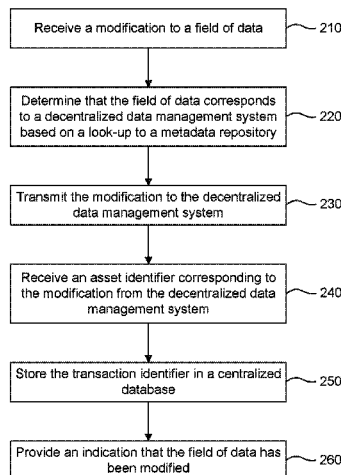 Receive a modification to a field of data
210
Determine that the field of data corresponds
to a decentralized data management system
based on a look-up to a metadata repository
220
Transmit the modification to the decentralized
data management system
230
Receive an asset identifier corresponding to
the modification from the decentralized data
management system
240
Store the transaction identifier in a centralized
database
250
Provide an indication that the field of data has
been modified
260